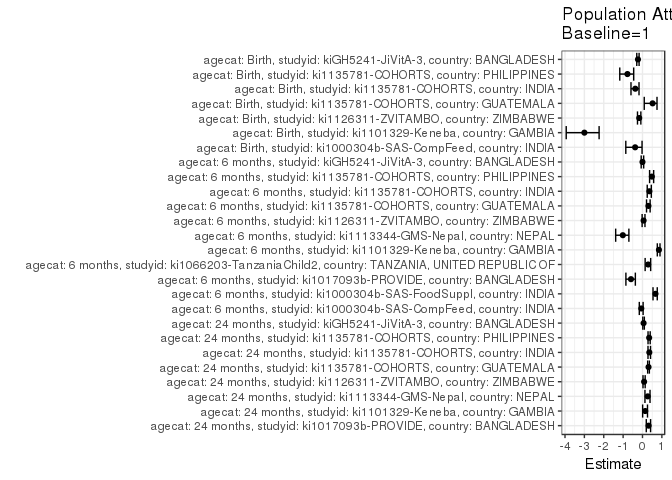 Population Att
Baseline=1
agecat: Birth, studyid: kiGH5241-JiVitA-3, country: BANGLADESH
agecat: Birth, studyid: ki1135781-COHORTS, country: PHILIPPINES
agecat: Birth, studyid: ki1135781-COHORTS, country: INDIA
agecat: Birth, studyid: ki1135781-COHORTS, country: GUATEMALA
agecat: Birth, studyid: ki1126311-ZVITAMBO, country: ZIMBABWE
agecat: Birth, studyid: ki1101329-Keneba, country: GAMBIA
agecat: Birth, studyid: ki1000304b-SAS-CompFeed, country: INDIA
agecat: 6 months, studyid: kiGH5241-JiVitA-3, country: BANGLADESH
agecat: 6 months, studyid: ki1135781-COHORTS, country: PHILIPPINES
agecat: 6 months, studyid: ki1135781-COHORTS, country: INDIA
agecat: 6 months, studyid: ki1135781-COHORTS, country: GUATEMALA
agecat: 6 months, studyid: ki1126311-ZVITAMBO, country: ZIMBABWE
agecat: 6 months, studyid: ki1113344-GMS-Nepal, country: NEPAL
agecat: 6 months, studyid: ki1101329-Keneba, country: GAMBIA
agecat: 6 months, studyid: ki1066203-TanzaniaChild2, country: TANZANIA, UNITED REPUBLIC OF
agecat: 6 months, studyid: ki1017093b-PROVIDE, country: BANGLADESH
agecat: 6 months, studyid: ki1000304b-SAS-FoodSuppl, country: INDIA
agecat: 6 months, studyid: ki1000304b-SAS-CompFeed, country: INDIA
agecat: 24 months, studyid: kiGH5241-JiVitA-3, country: BANGLADESH
agecat: 24 months, studyid: ki1135781-COHORTS, country: PHILIPPINES
agecat: 24 months, studyid: ki1135781-COHORTS, country: INDIA
agecat: 24 months, studyid: ki1135781-COHORTS, country: GUATEMALA
agecat: 24 months, studyid: ki1126311-ZVITAMBO, country: ZIMBABWE
agecat: 24 months, studyid: ki1113344-GMS-Nepal, country: NEPAL
agecat: 24 months, studyid: ki1101329-Keneba, country: GAMBIA
agecat: 24 months, studyid: ki1017093b-PROVIDE, country: BANGLADESH
-4 -3 -2 -1 0 1
Estimate